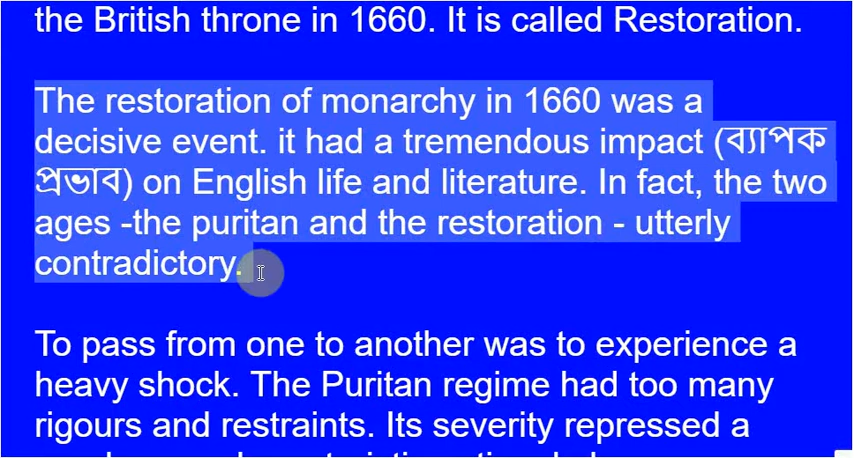 the British throne in 1660. It is called Restoration.
The restoration of monarchy in 1660 was a
decisive event. it had a tremendous impact (ব্যাপক
প্রভাব) on English life and literature. In fact, the two
ages -the puritan and the restoration - utterly
contradictory.
To pass from one to another was to experience a
heavy shock. The Puritan regime had too many
rigours and restraints. Its severity repressed a